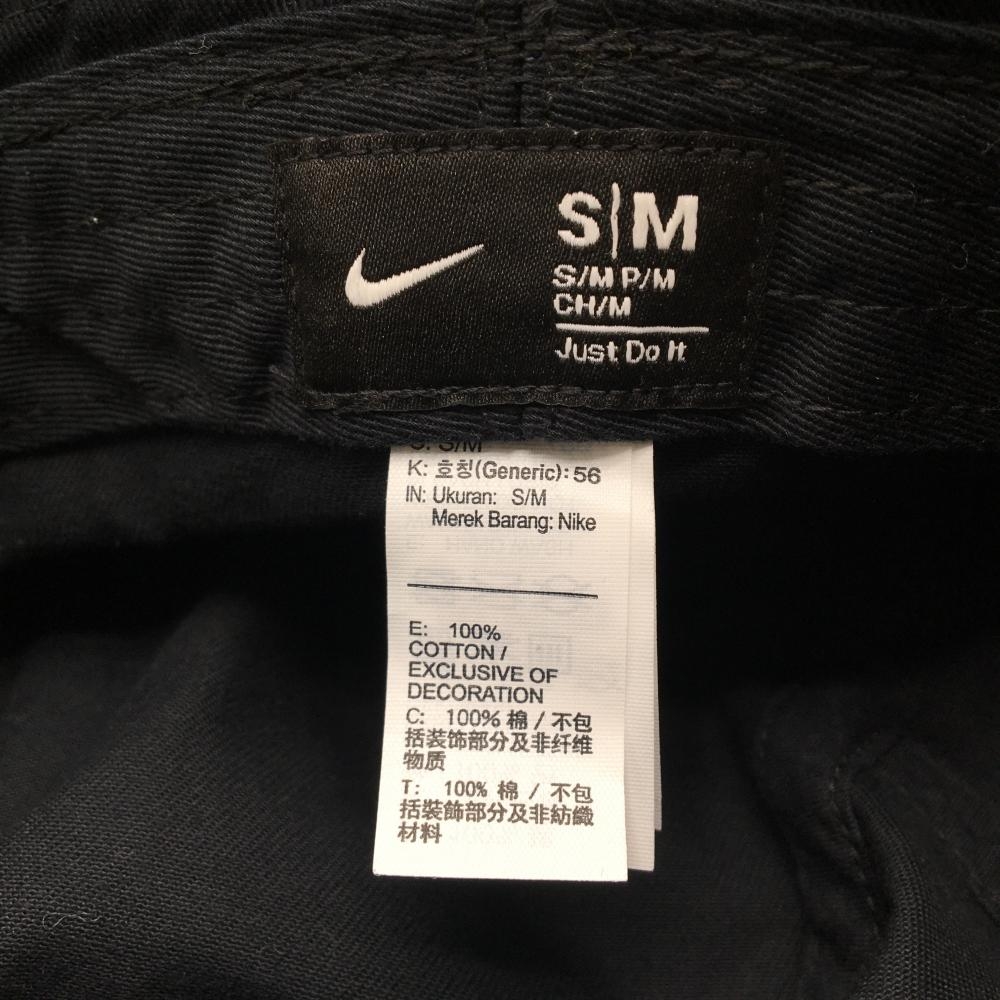 S|M
S/M P/M
CH/M
Just Do It
S/M
K: 호칭(Generic): 56
IN: Ukuran: S/M
Merek Barang: Nike
E: 100%
COTTON /
EXCLUSIVE OF
DECORATION
C: 100% 棉 / 不包
括装饰部分及非纤维
物质
T: 100% 棉 / 不包
括裝飾部分及非紡織
材料